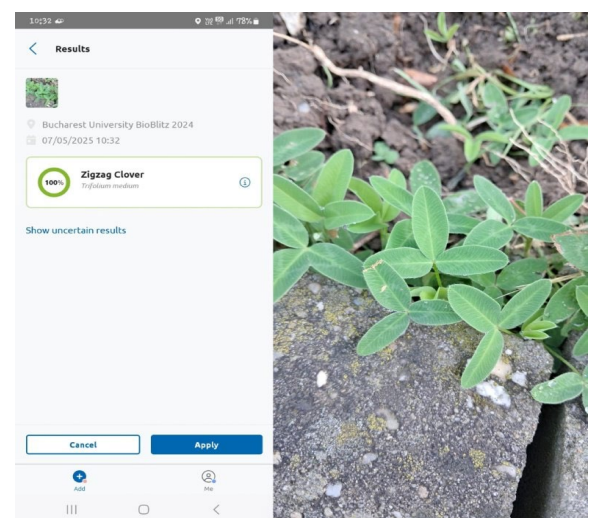 10:32
78%
Results
Bucharest University BioBlitz 2024
07/05/2025 10:32
100%
Zigzag Clover
Trifolium medium
Show uncertain results
Cancel
Apply
Add
Me